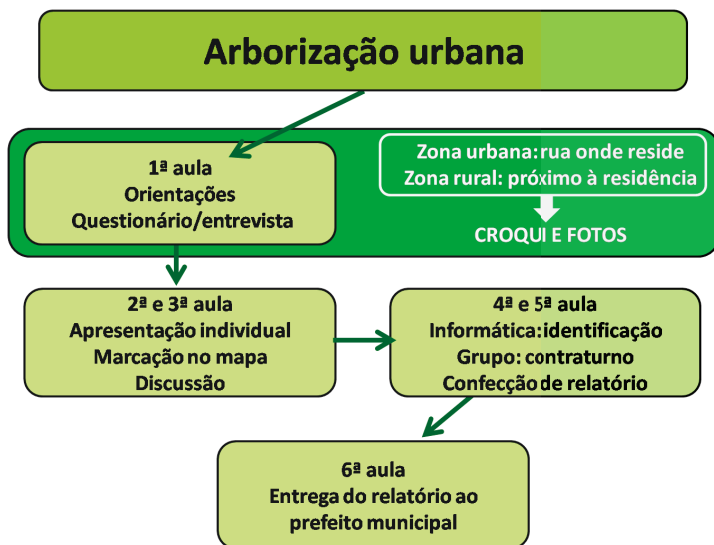 Arborização urbana
1ª aula
Orientações
Questionário/entrevista
Zona urbana: rua onde reside
Zona rural: próximo à residência
CROQUI E FOTOS
2ª e 3ª aula
Apresentação individual
Marcação no mapa
Discussão
4ª e 5ª aula
Informática: identificação
Grupo: contraturno
Confecção de relatório
6ª aula
Entrega do relatório ao
prefeito municipal